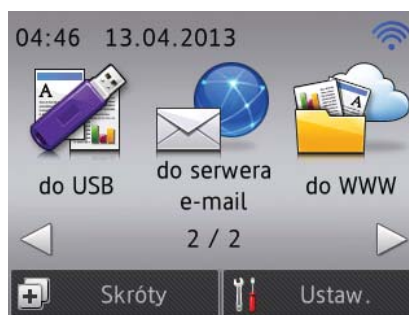 04:46 13.04.2013
do USB
do serwera
e-mail
do WWW
2 / 2
Skróty
Ustaw.